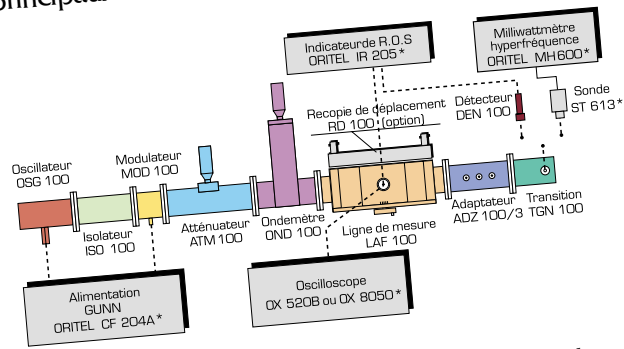 Indicateurde R.O.S
ORITEL IR 205*
Milliwattmètre
hyperfréquence
ORITEL MH600*
Recopie de déplacement
RD 100 (option)
Détecteur
DEN 100
Sonde
ST 613*
Oscillateur
OSG 100
Modulateur
MOD 100
Isolateur
ISO 100
Atténuateur
ATM 100
Ondemètre
OND 100
Ligne de mesure
LAF 100
Adaptateur
ADZ 100/3
Transition
TGN 100
Alimentation
GUNN
ORITEL CF 204A*
Oscilloscope
OX 520B ou OX 8050*